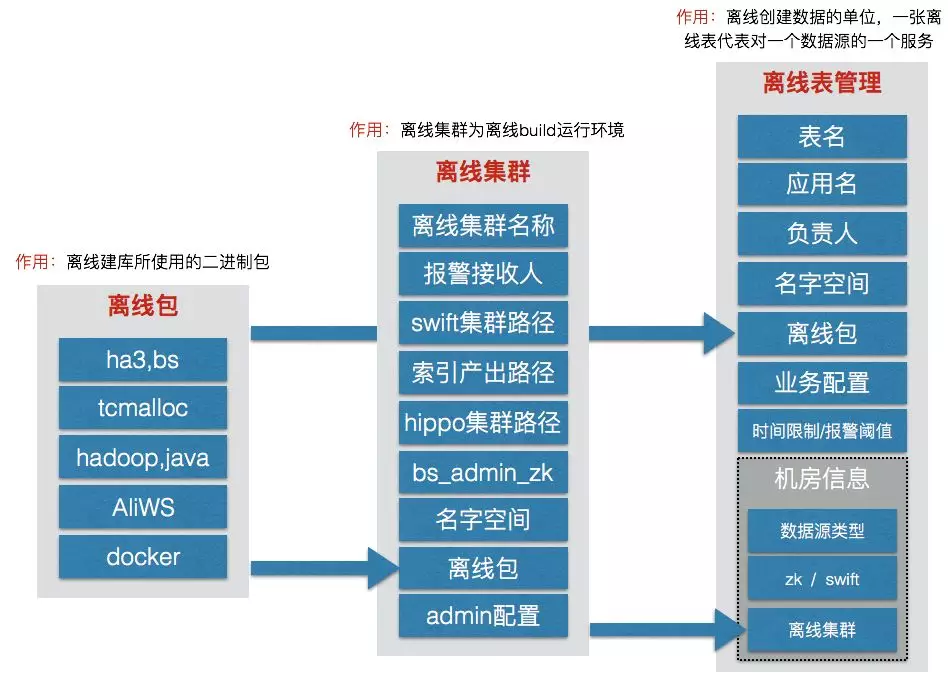 作用：离线创建数据的单位，一张离
线表代表对一个数据源的一个服务
离线表管理
表名
应用名
负责人
名字空间
离线包
业务配置
时间限制/报警阈值
机房信息
数据源类型
zk / swift
离线集群
作用：离线集群为离线build运行环境
离线集群
离线集群名称
报警接收人
swift集群路径
索引产出路径
hippo集群路径
bs_admin_zk
名字空间
离线包
admin配置
作用：离线建库所使用的二进制包
离线包
ha3,bs
tcmalloc
hadoop,java
AliWS
docker